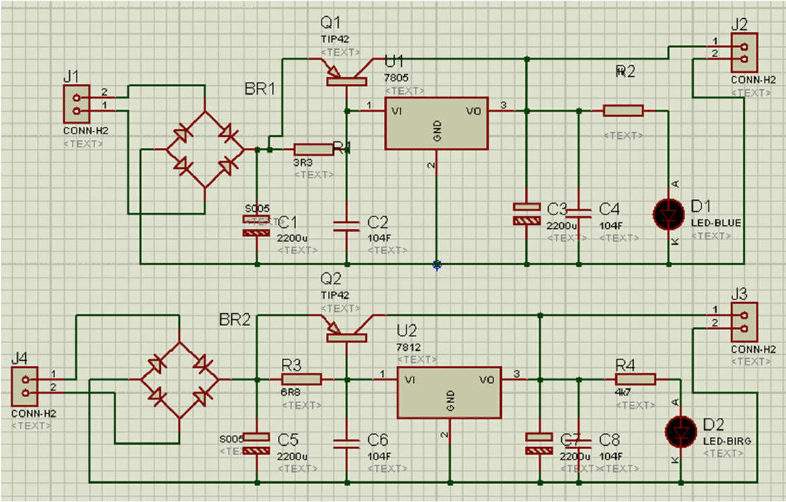 Q1
TIP42
<TEXT>
J2
1
2
CONN-H2
<TEXT>
U1
7805
R2
<TEXT>
J1
2
1
CONN-H2
<TEXT>
BR1
1
VI
VO
3
GND
2
R1
3R3
<TEXT>
S005
C1
2200u
<TEXT>
C2
104F
<TEXT>
C3
2200u
<TEXT>
C4
104F
<TEXT>
A
D1
LED-BLUE
<TEXT>
K
Q2
TIP42
<TEXT>
J3
1
2
CONN-H2
<TEXT>
BR2
U2
7812
<TEXT>
J4
1
2
CONN-H2
<TEXT>
R3
6R8
<TEXT>
1
VI
VO
3
GND
2
R4
4k7
<TEXT>
S005
C5
2200u
<TEXT>
C6
104F
<TEXT>
C7
2200u
<TEXT>
C8
104F
<TEXT>
A
D2
LED-BIRG
<TEXT>
K